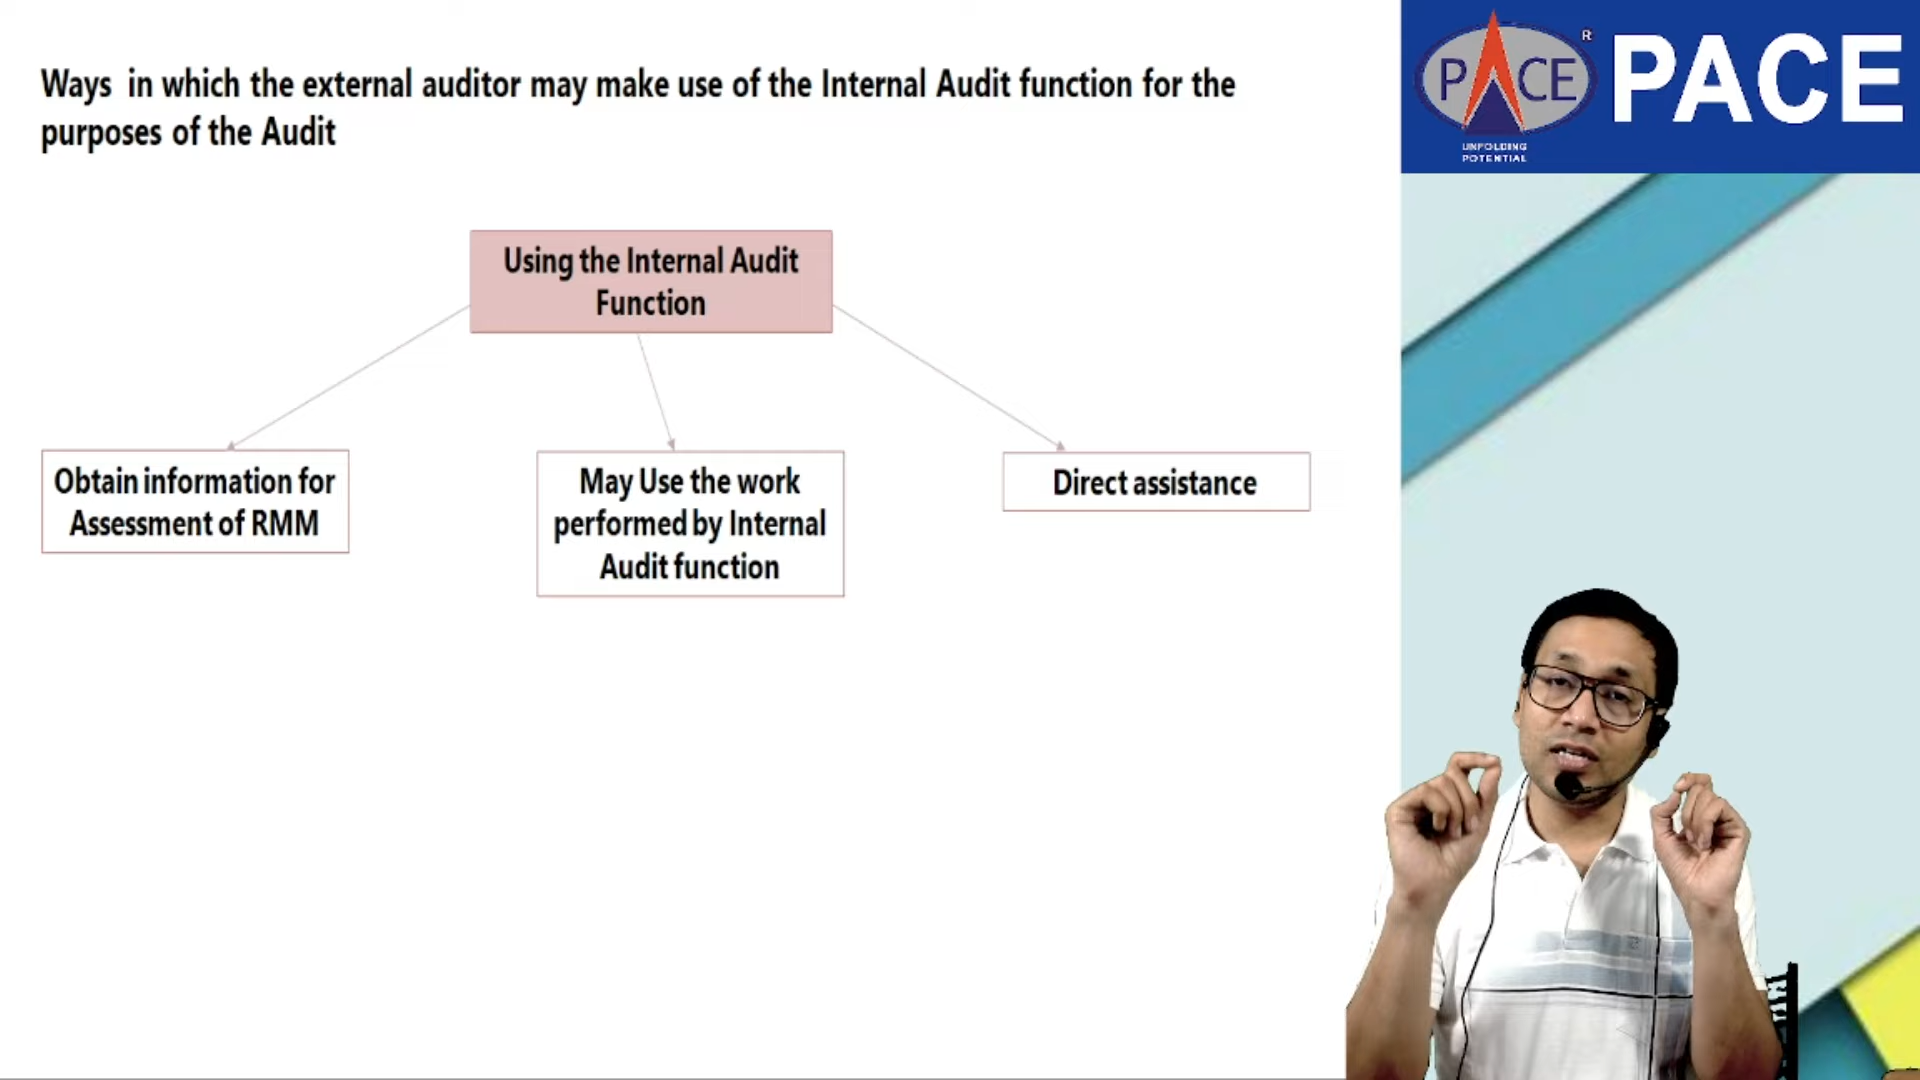 Ways in which the external auditor may make use of the Internal Audit function for the
purposes of the Audit
Using the Internal Audit
Function
Obtain information for
Assessment of RMM
May Use the work
performed by Internal
Audit function
Direct assistance
PACE
R
UNFOLDING
POTENTIAL
PACE